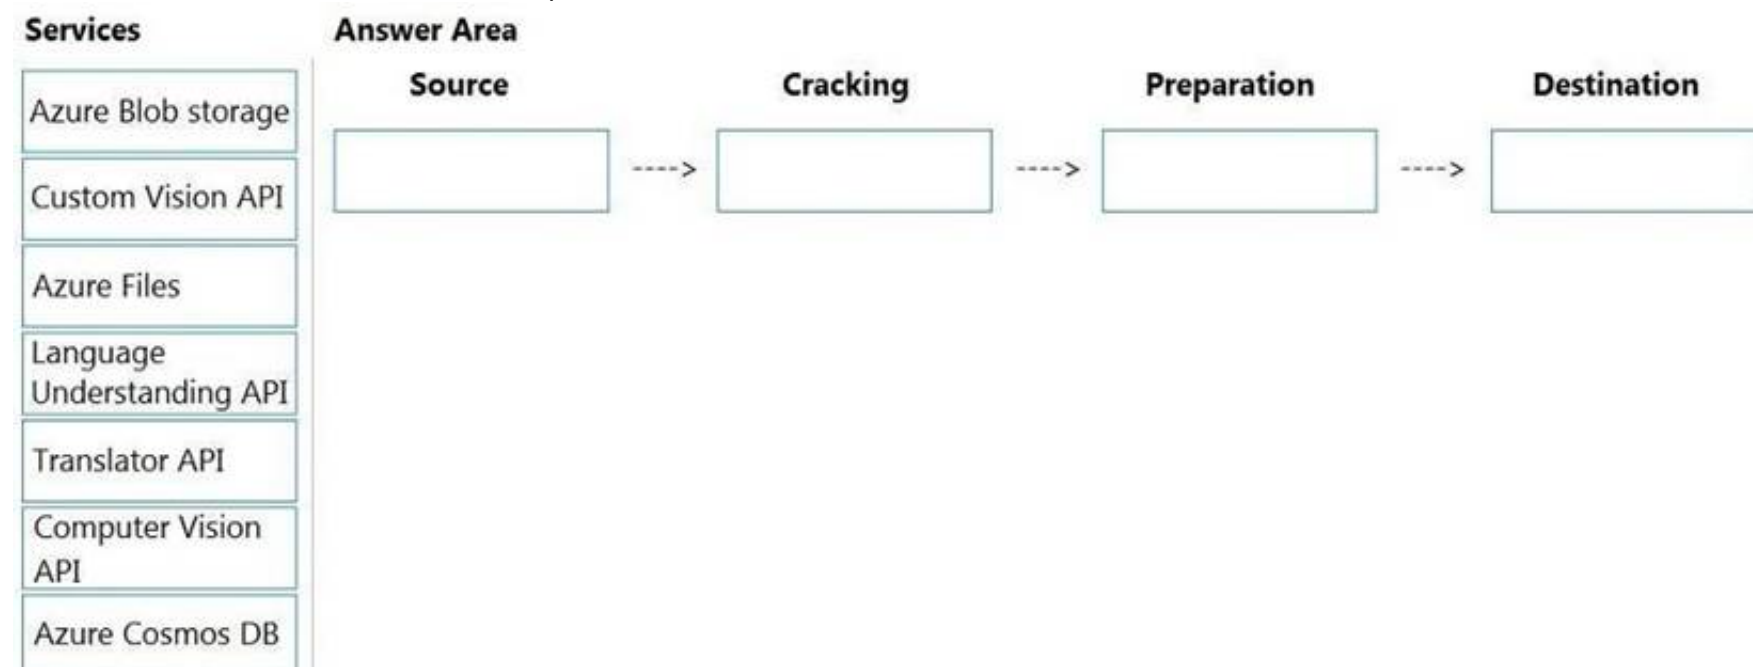 Services
Answer Area
Source
Cracking
Preparation
Destination
Azure Blob storage
Custom Vision API
Azure Files
Language
Understanding API
Translator API
Computer Vision
API
Azure Cosmos DB
---->
---->
---->